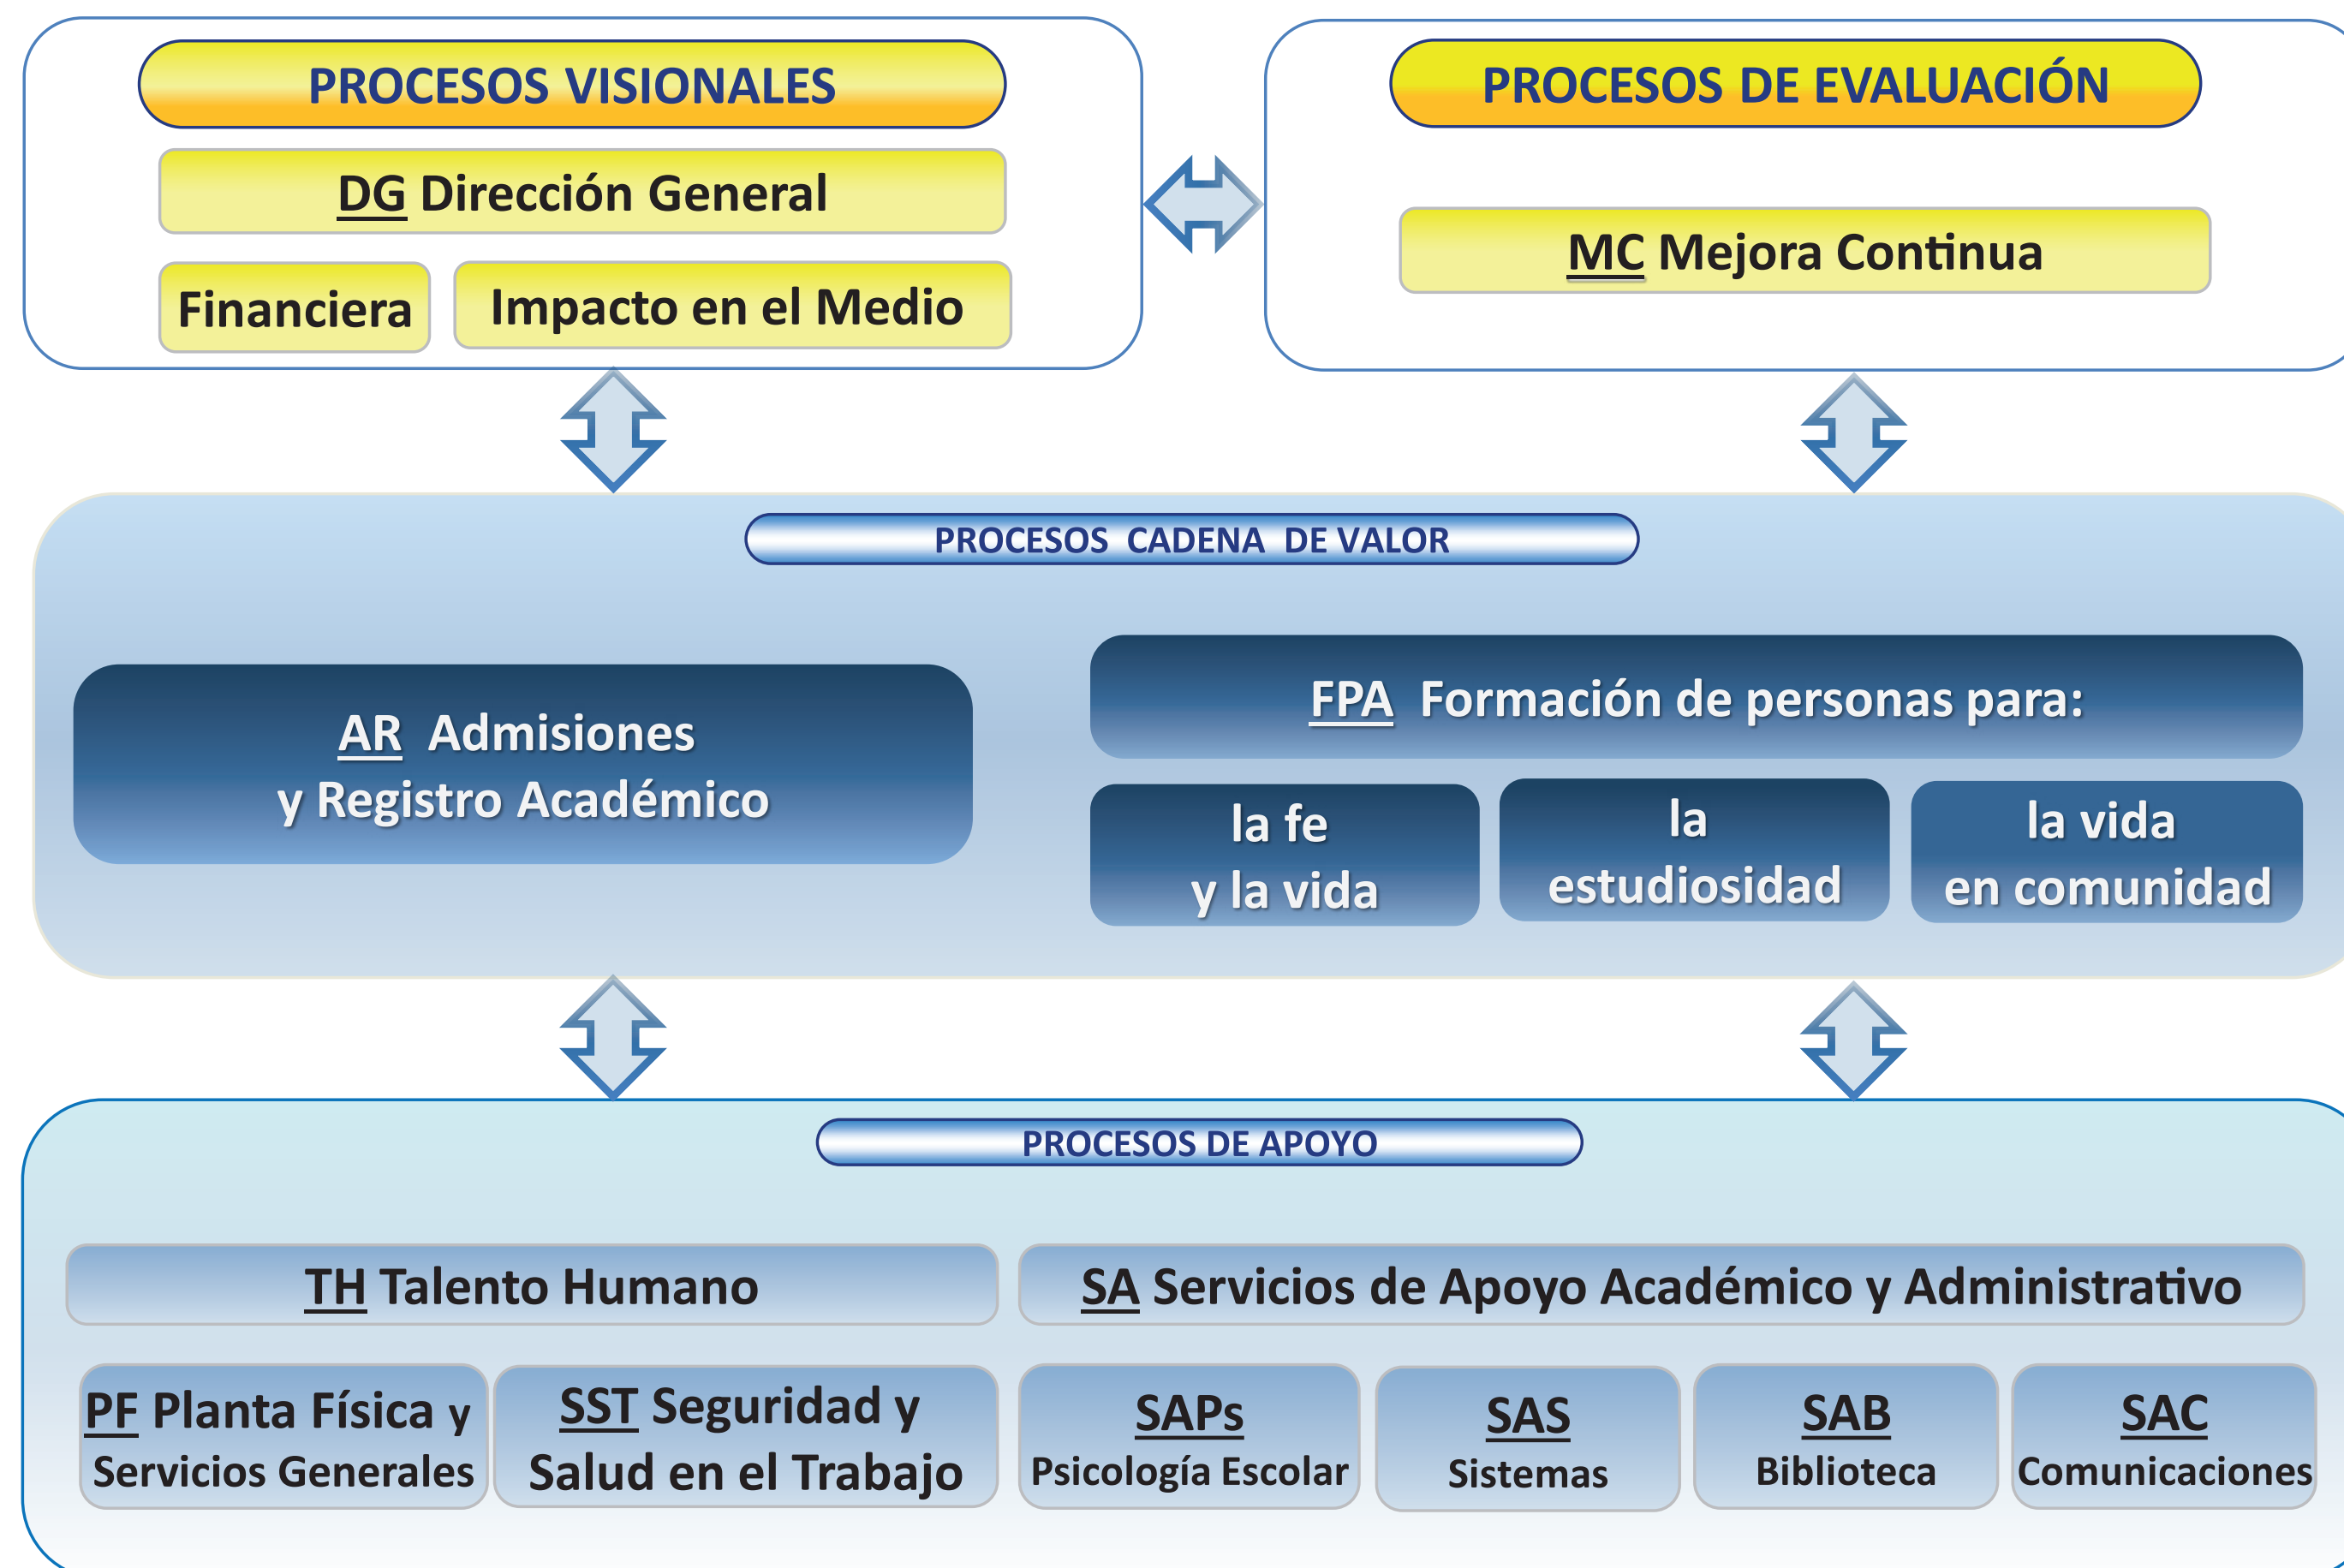 PROCESOS VISIONALES
DG Dirección General
Financiera
Impacto en el Medio
PROCESOS DE EVALUACIÓN
MC Mejora Continua
PROCESOS CADENA DE VALOR
AR Admisiones
y Registro Académico
FPA Formación de personas para:
la fe
y la vida
la
estudiosidad
la vida
en comunidad
PROCESOS DE APOYO
TH Talento Humano
SA Servicios de Apoyo Académico y Administrativo
PF Planta Física y
Servicios Generales
SST Seguridad y
Salud en el Trabajo
SAPs
Psicología Escolar
SAS
Sistemas
SAB
Biblioteca
SAC
Comunicaciones